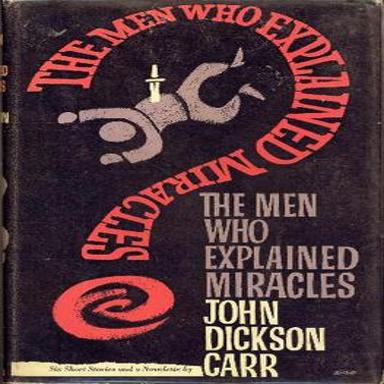 THE MEN WHO EXPLAINED MIRACLES
THE MEN
WHO
EXPLAINED
MIRACLES
JOHN
DICKSON
Six Short Stories and a Novelette by
CARR